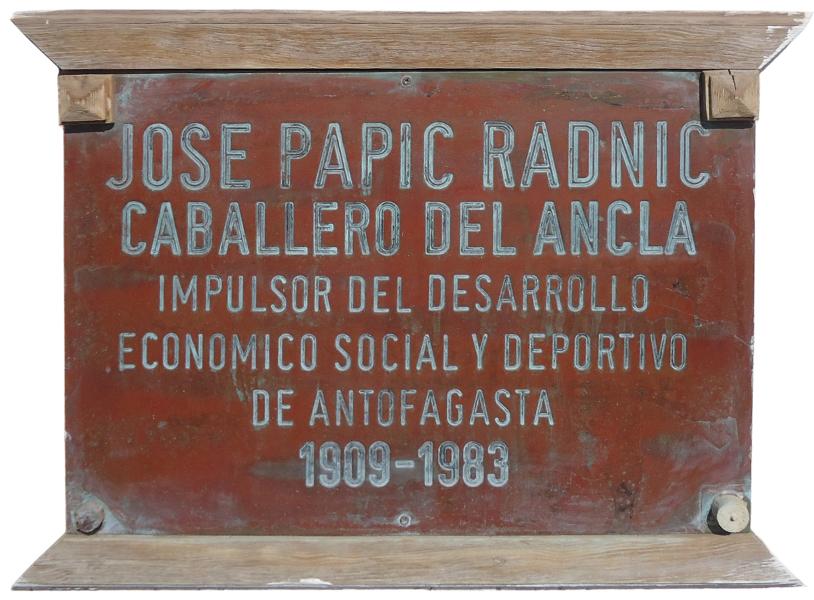 JOSE PAPIC RADNIC
CABALLERO DEL ANCLA
IMPULSOR DEL DESARROLLO
ECONOMICO SOCIAL Y DEPORTIVO
DE ANTOFAGASTA
1909-1983